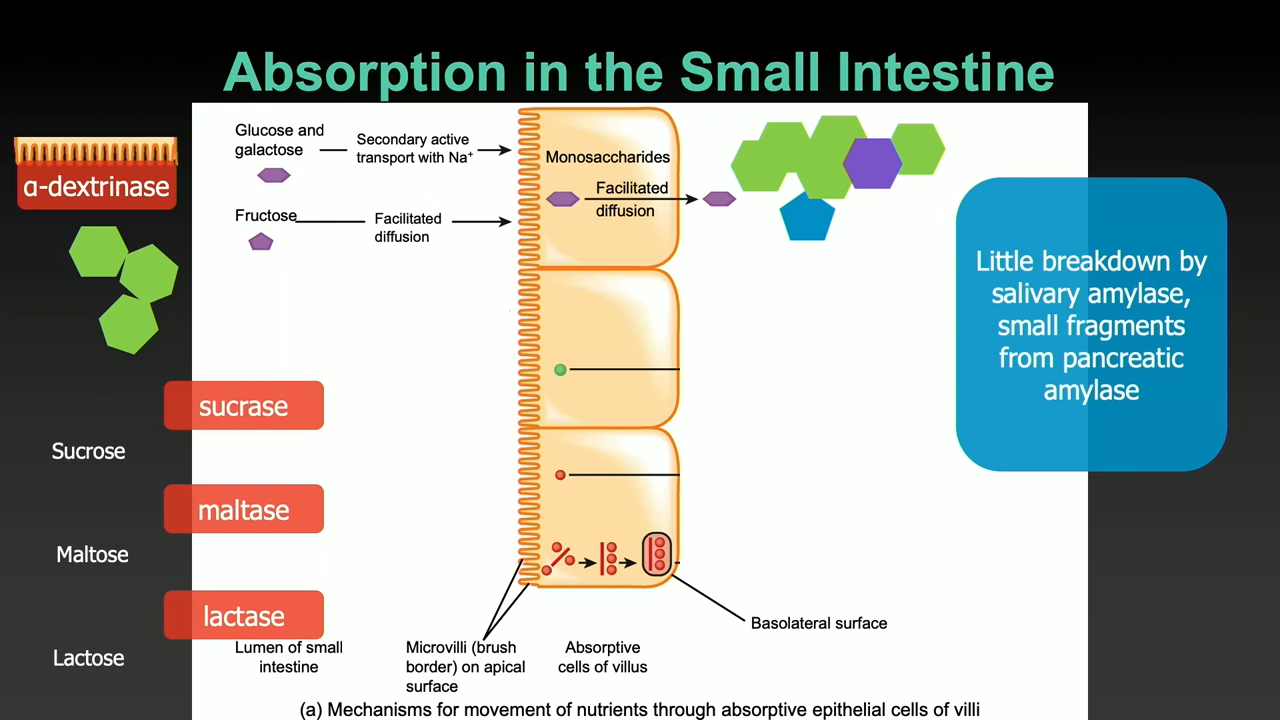 Absorption in the Small Intestine
α-dextrinase
Glucose and
galactose
Secondary active
transport with Na⁺
Fructose
Facilitated
diffusion
Monosaccharides
Facilitated
diffusion
Little breakdown by
salivary amylase,
small fragments
from pancreatic
amylase
sucrase
Sucrose
maltase
Maltose
lactase
Lactose
Lumen of small
intestine
Microvilli (brush
border) on apical
surface
Absorptive
cells of villus
Basolateral surface
(a) Mechanisms for movement of nutrients through absorptive epithelial cells of villi